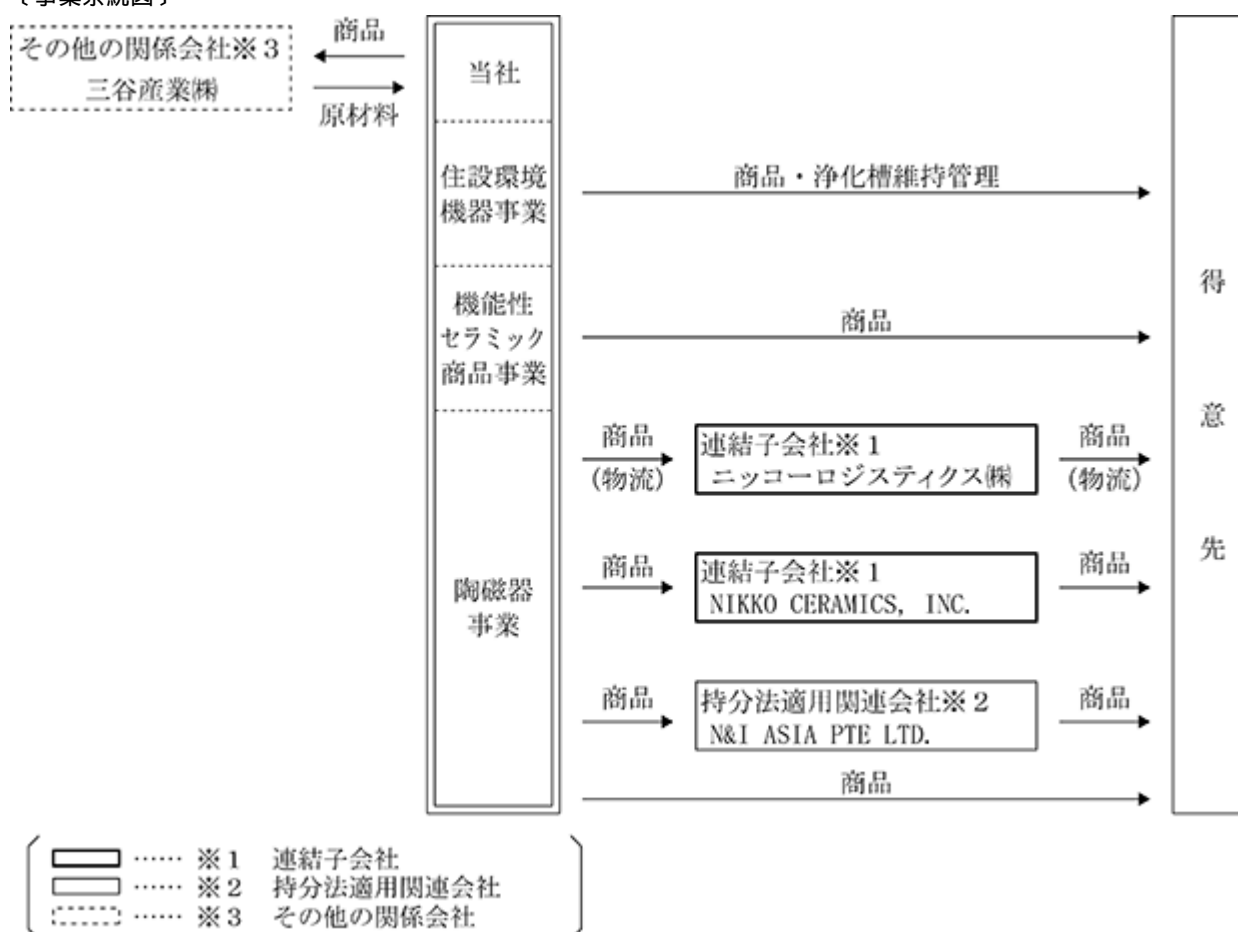 〔事業系統図〕
その他の関係会社※3
三谷産業㈱
商品
原材料
当社
住設環境
機器事業
機能性
セラミック
商品事業
陶磁器
事業
商品・浄化槽維持管理
商品
商品
(物流)
連結子会社※1
ニッコーロジスティクス㈱
商品
(物流)
商品
連結子会社※1
NIKKO CERAMICS, INC.
商品
商品
持分法適用関連会社※2
N&I ASIA PTE LTD.
商品
商品
得意先
…… ※1 連結子会社
…… ※2 持分法適用関連会社
…… ※3 その他の関係会社